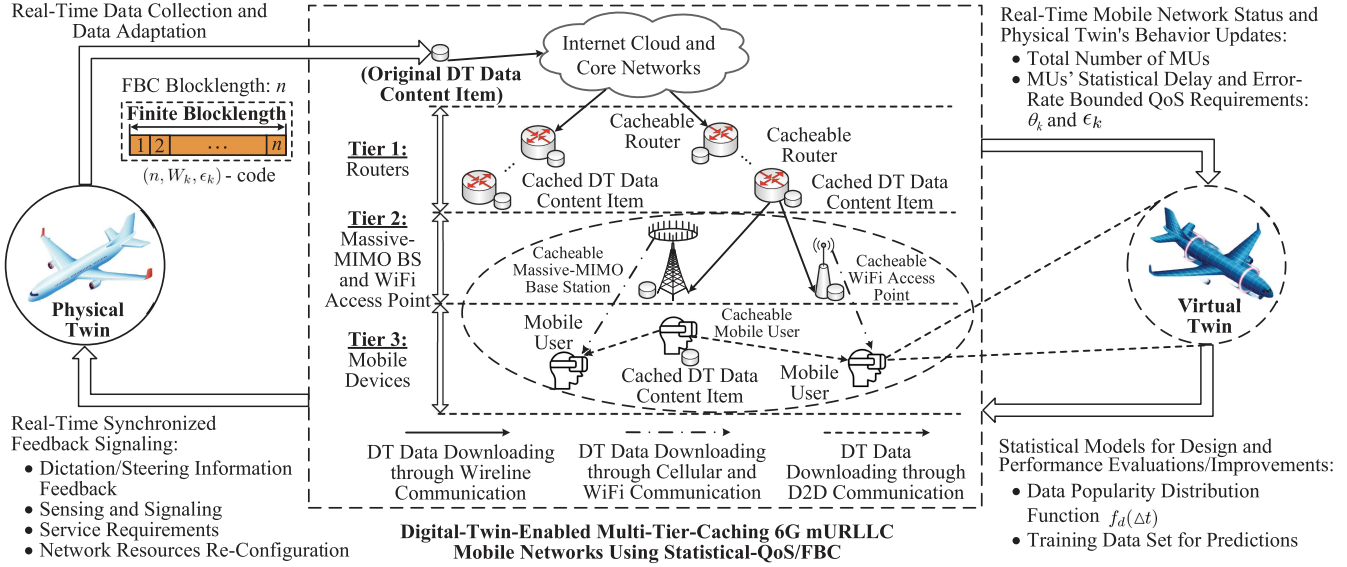 Real-Time Data Collection and
Data Adaptation
FBC Blocklength: n
Finite Blocklength
1 2 ... n
(n, W_k, ϵ_k) - code
Physical
Twin
Real-Time Synchronized
Feedback Signaling:
• Dictation/Steering Information
Feedback
• Sensing and Signaling
• Service Requirements
• Network Resources Re-Configuration
(Original DT Data
Content Item)
Internet Cloud and
Core Networks
Tier 1:
Routers
Cacheable
Router
Cacheable
Router
Cached DT Data
Content Item
Cached DT Data
Content Item
Tier 2:
Massive-
MIMO BS
and WiFi
Access Point
Cacheable
Massive-MIMO
Base Station
Cacheable
WiFi Access
Point
Tier 3:
Mobile
Devices
Mobile
User
Cacheable
Mobile User
Cached DT Data
Content Item
Mobile
User
DT Data Downloading
through Wireline
Communication
DT Data Downloading
through Cellular and
WiFi Communication
DT Data
Downloading through
D2D Communication
Digital-Twin-Enabled Multi-Tier-Caching 6G mURLLC
Mobile Networks Using Statistical-QoS/FBC
Real-Time Mobile Network Status and
Physical Twin's Behavior Updates:
• Total Number of MUs
• MUs' Statistical Delay and Error-
Rate Bounded QoS Requirements:
θ_k and ϵ_k
Virtual
Twin
Statistical Models for Design and
Performance Evaluations/Improvements:
• Data Popularity Distribution
Function f_d(Δt)
• Training Data Set for Predictions